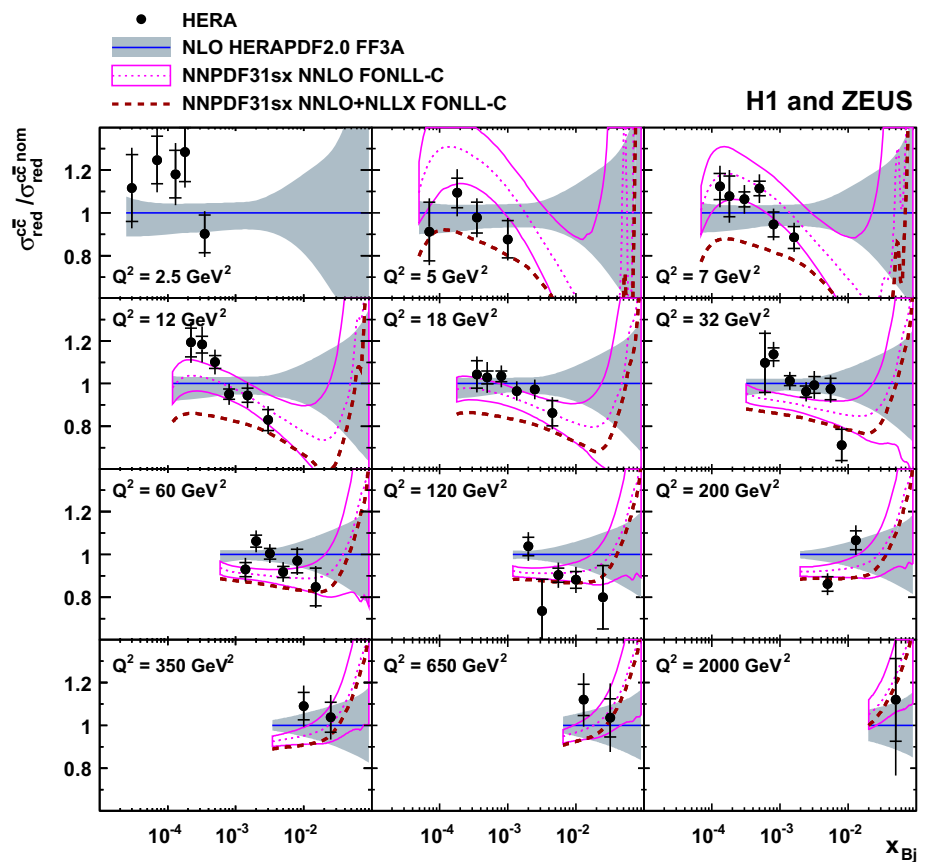 HERA
NLO HERAPDF2.0 FF3A
NNPDF31sx NNLO FONLL-C
NNPDF31sx NNLO+NLLX FONLL-C
H1 and ZEUS
σ_red^{cc̄} / σ_red^{cc̄ nom}
1.2
1
0.8
Q² = 2.5 GeV²
Q² = 5 GeV²
Q² = 7 GeV²
1.2
1
0.8
Q² = 12 GeV²
Q² = 18 GeV²
Q² = 32 GeV²
1.2
1
0.8
Q² = 60 GeV²
Q² = 120 GeV²
Q² = 200 GeV²
1.2
1
0.8
Q² = 350 GeV²
Q² = 650 GeV²
Q² = 2000 GeV²
10⁻⁴ 10⁻³ 10⁻² 10⁻⁴ 10⁻³ 10⁻² 10⁻⁴ 10⁻³ 10⁻²
x_Bj